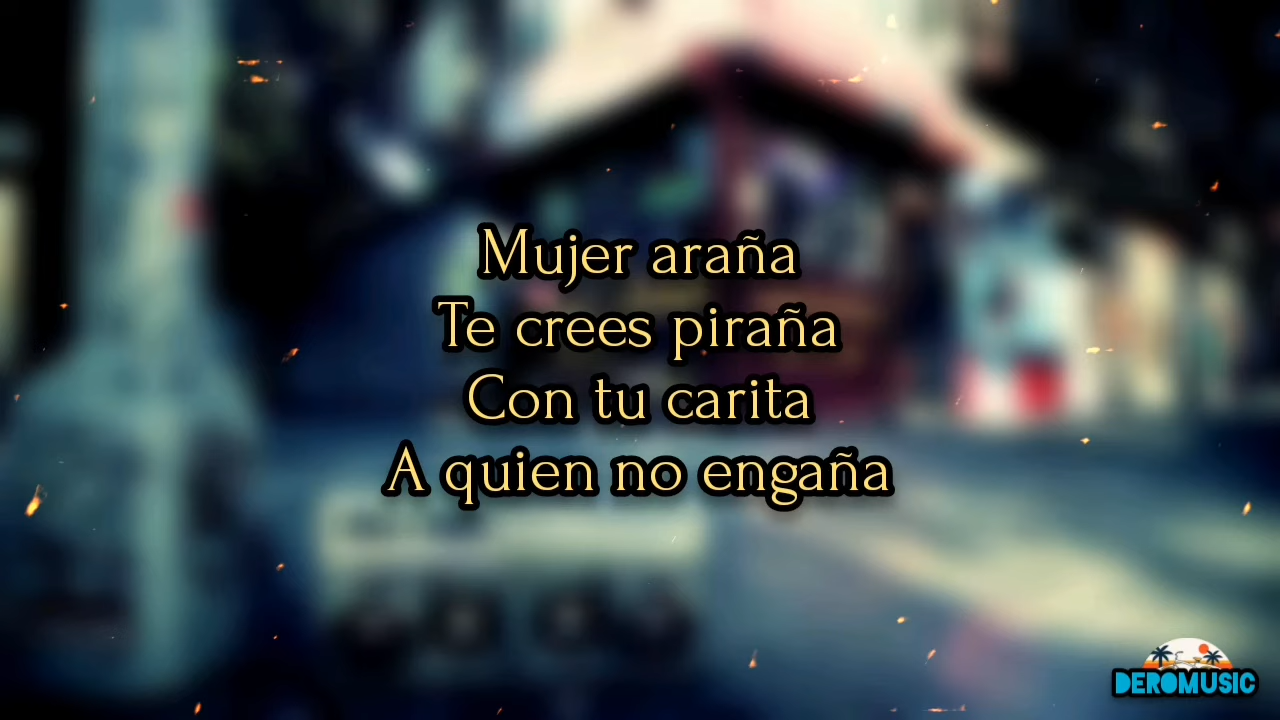 Mujer araña
Te crees piraña
Con tu carita
A quien no engaña
DEROMUSIC